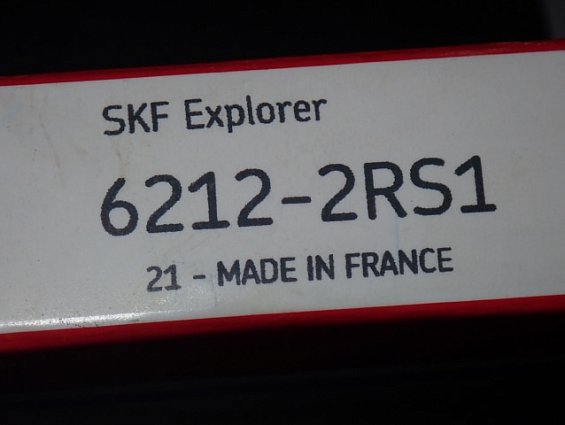 SKF Explorer
6212-2RS1
21 - MADE IN FRANCE